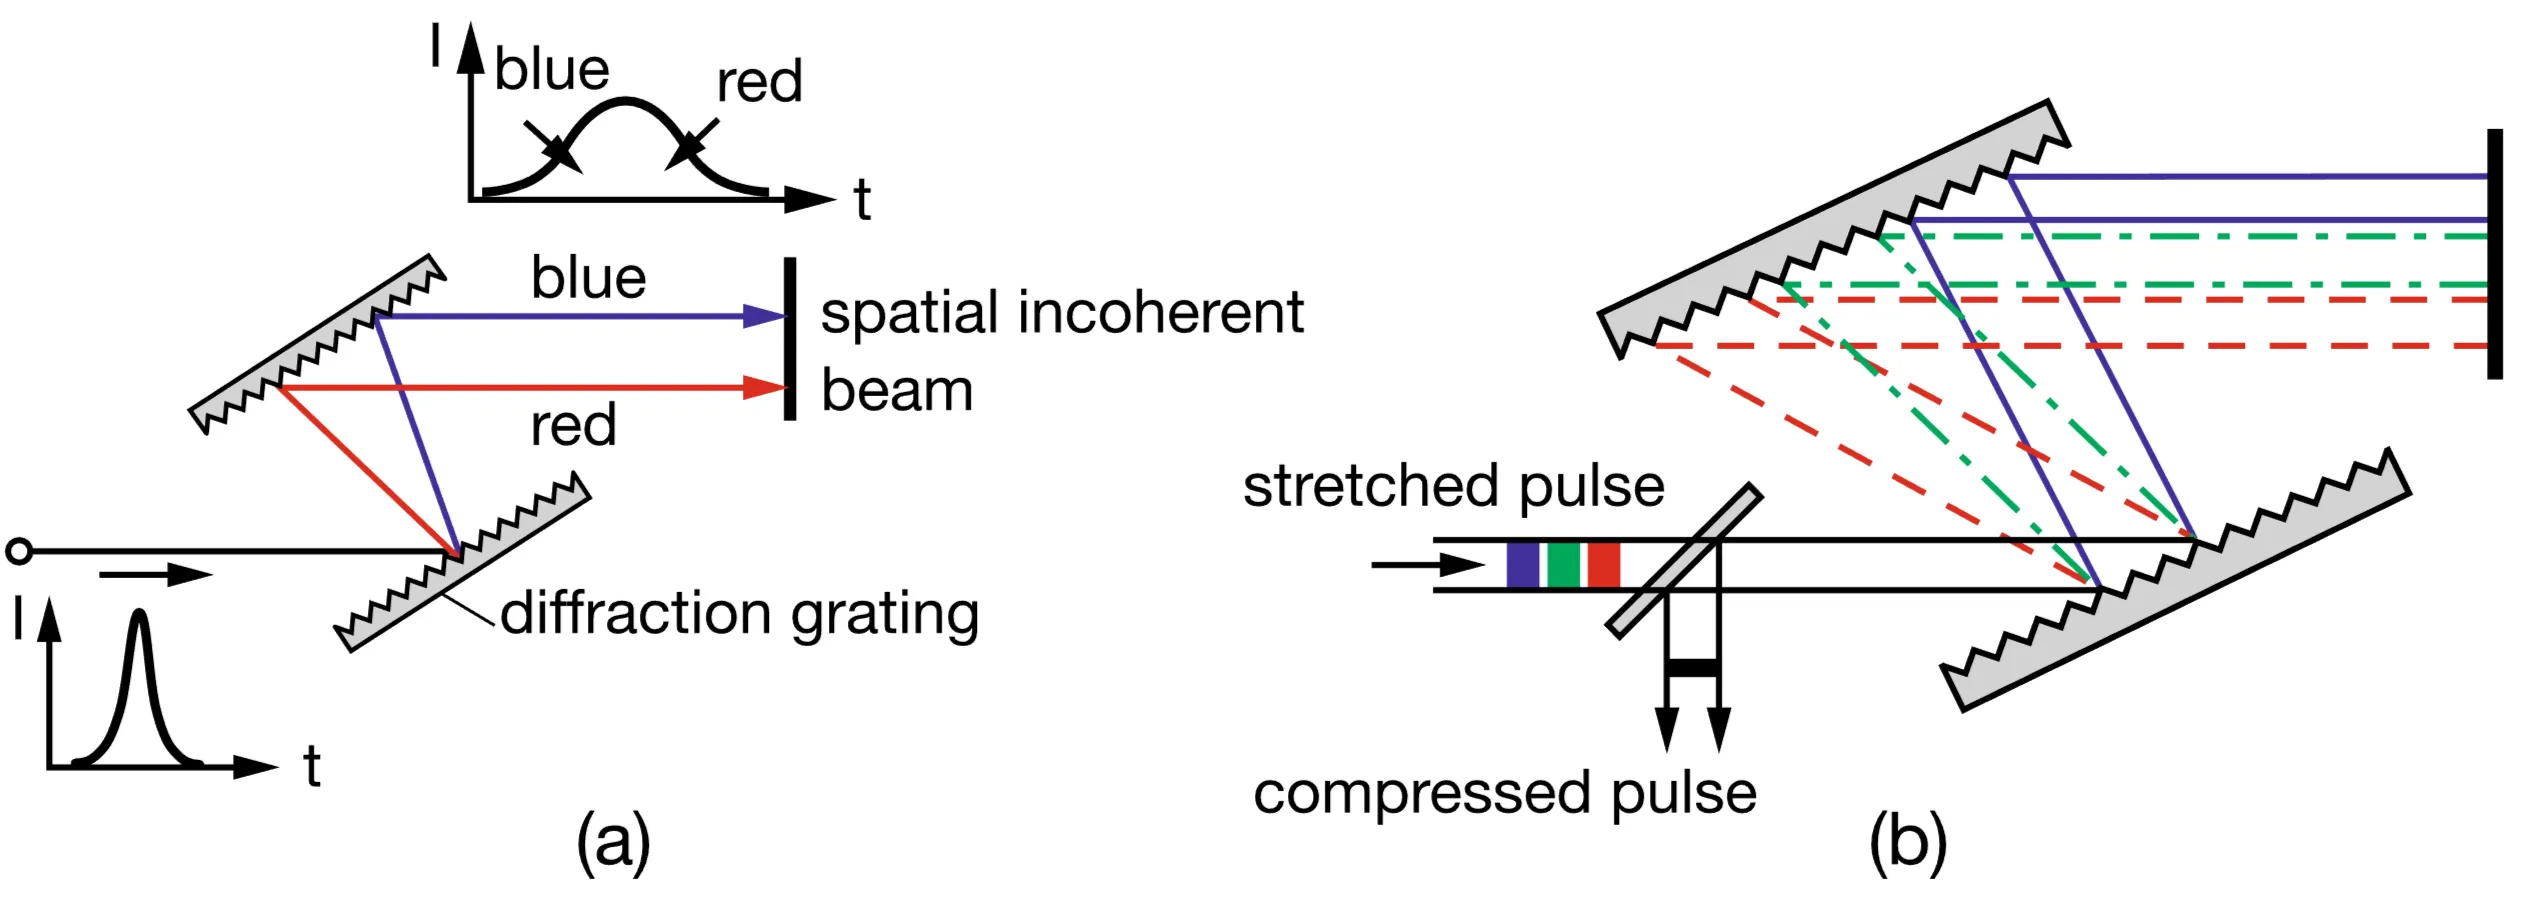 I
blue
red
t
blue
spatial incoherent
beam
red
diffraction grating
I
t
(a)
stretched pulse
compressed pulse
(b)